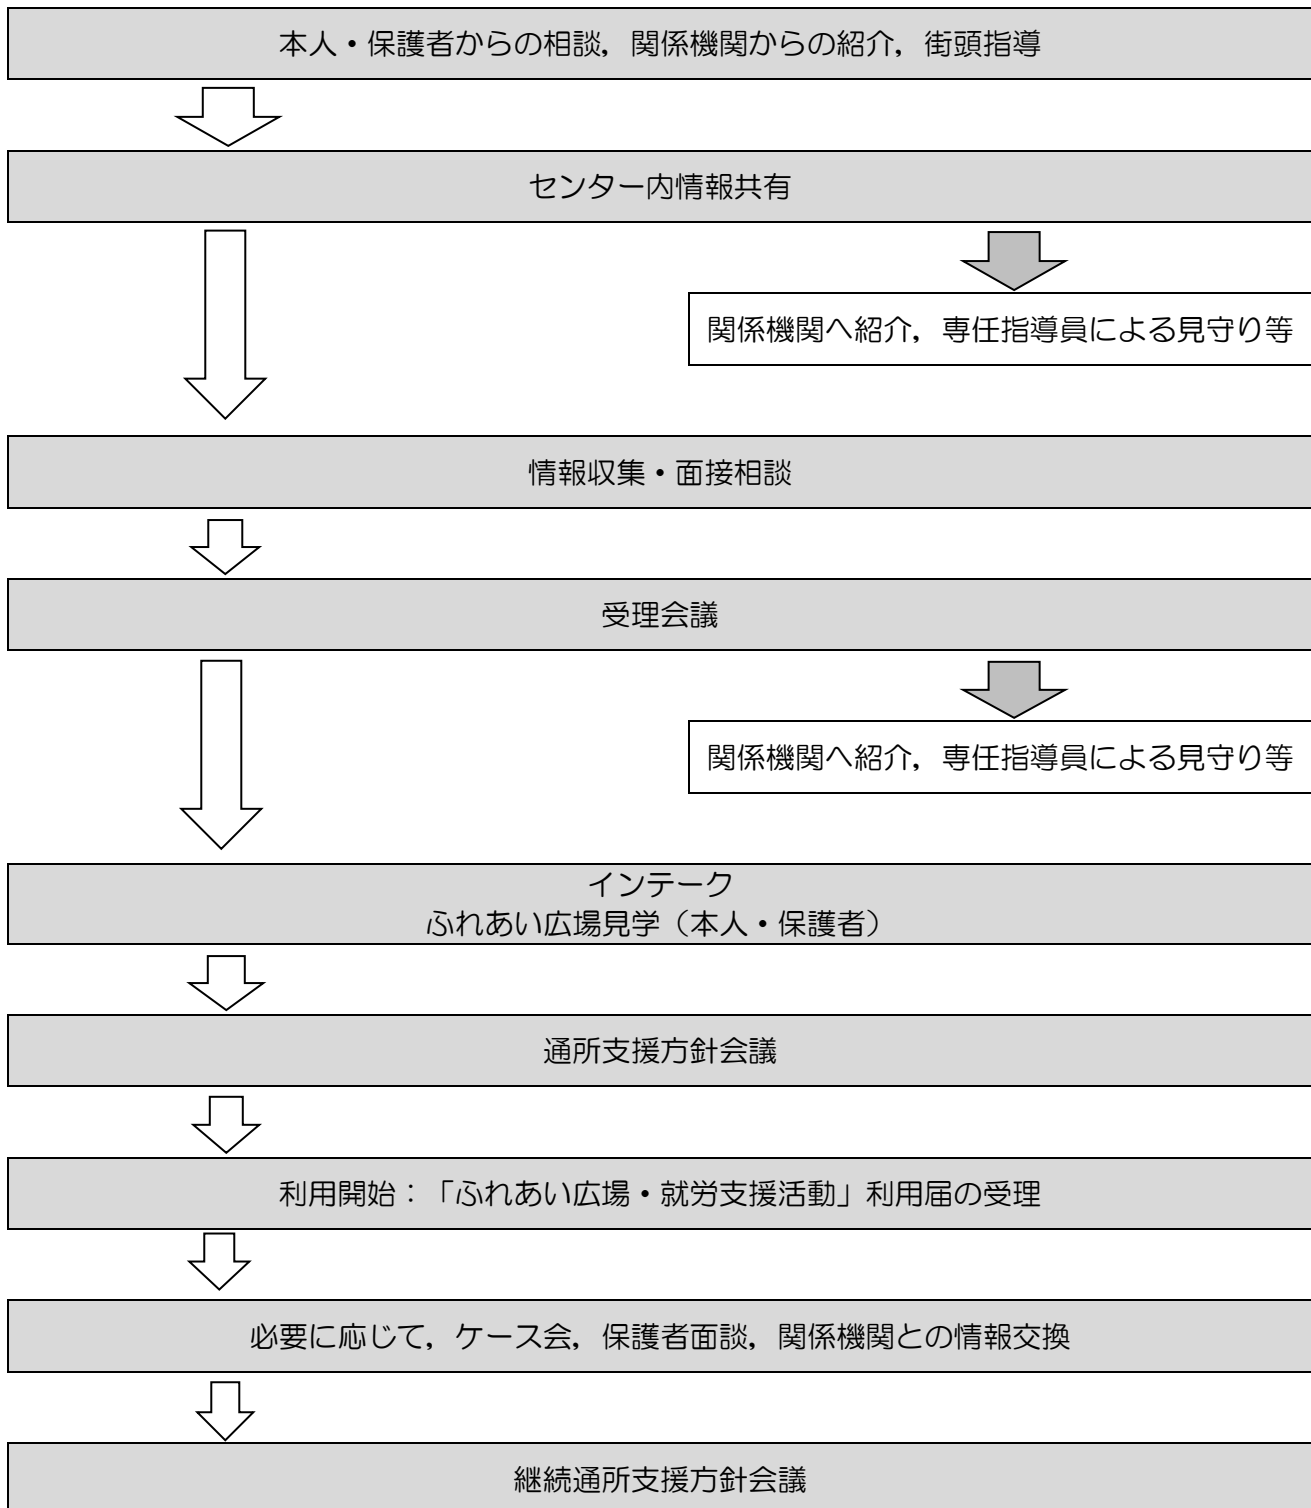 本人・保護者からの相談，関係機関からの紹介，街頭指導
センター内情報共有
関係機関へ紹介，専任指導員による見守り等
情報収集・面接相談
受理会議
関係機関へ紹介，専任指導員による見守り等
インテーク
ふれあい広場見学（本人・保護者）
通所支援方針会議
利用開始：「ふれあい広場・就労支援活動」利用届の受理
必要に応じて，ケース会，保護者面談，関係機関との情報交換
継続通所支援方針会議